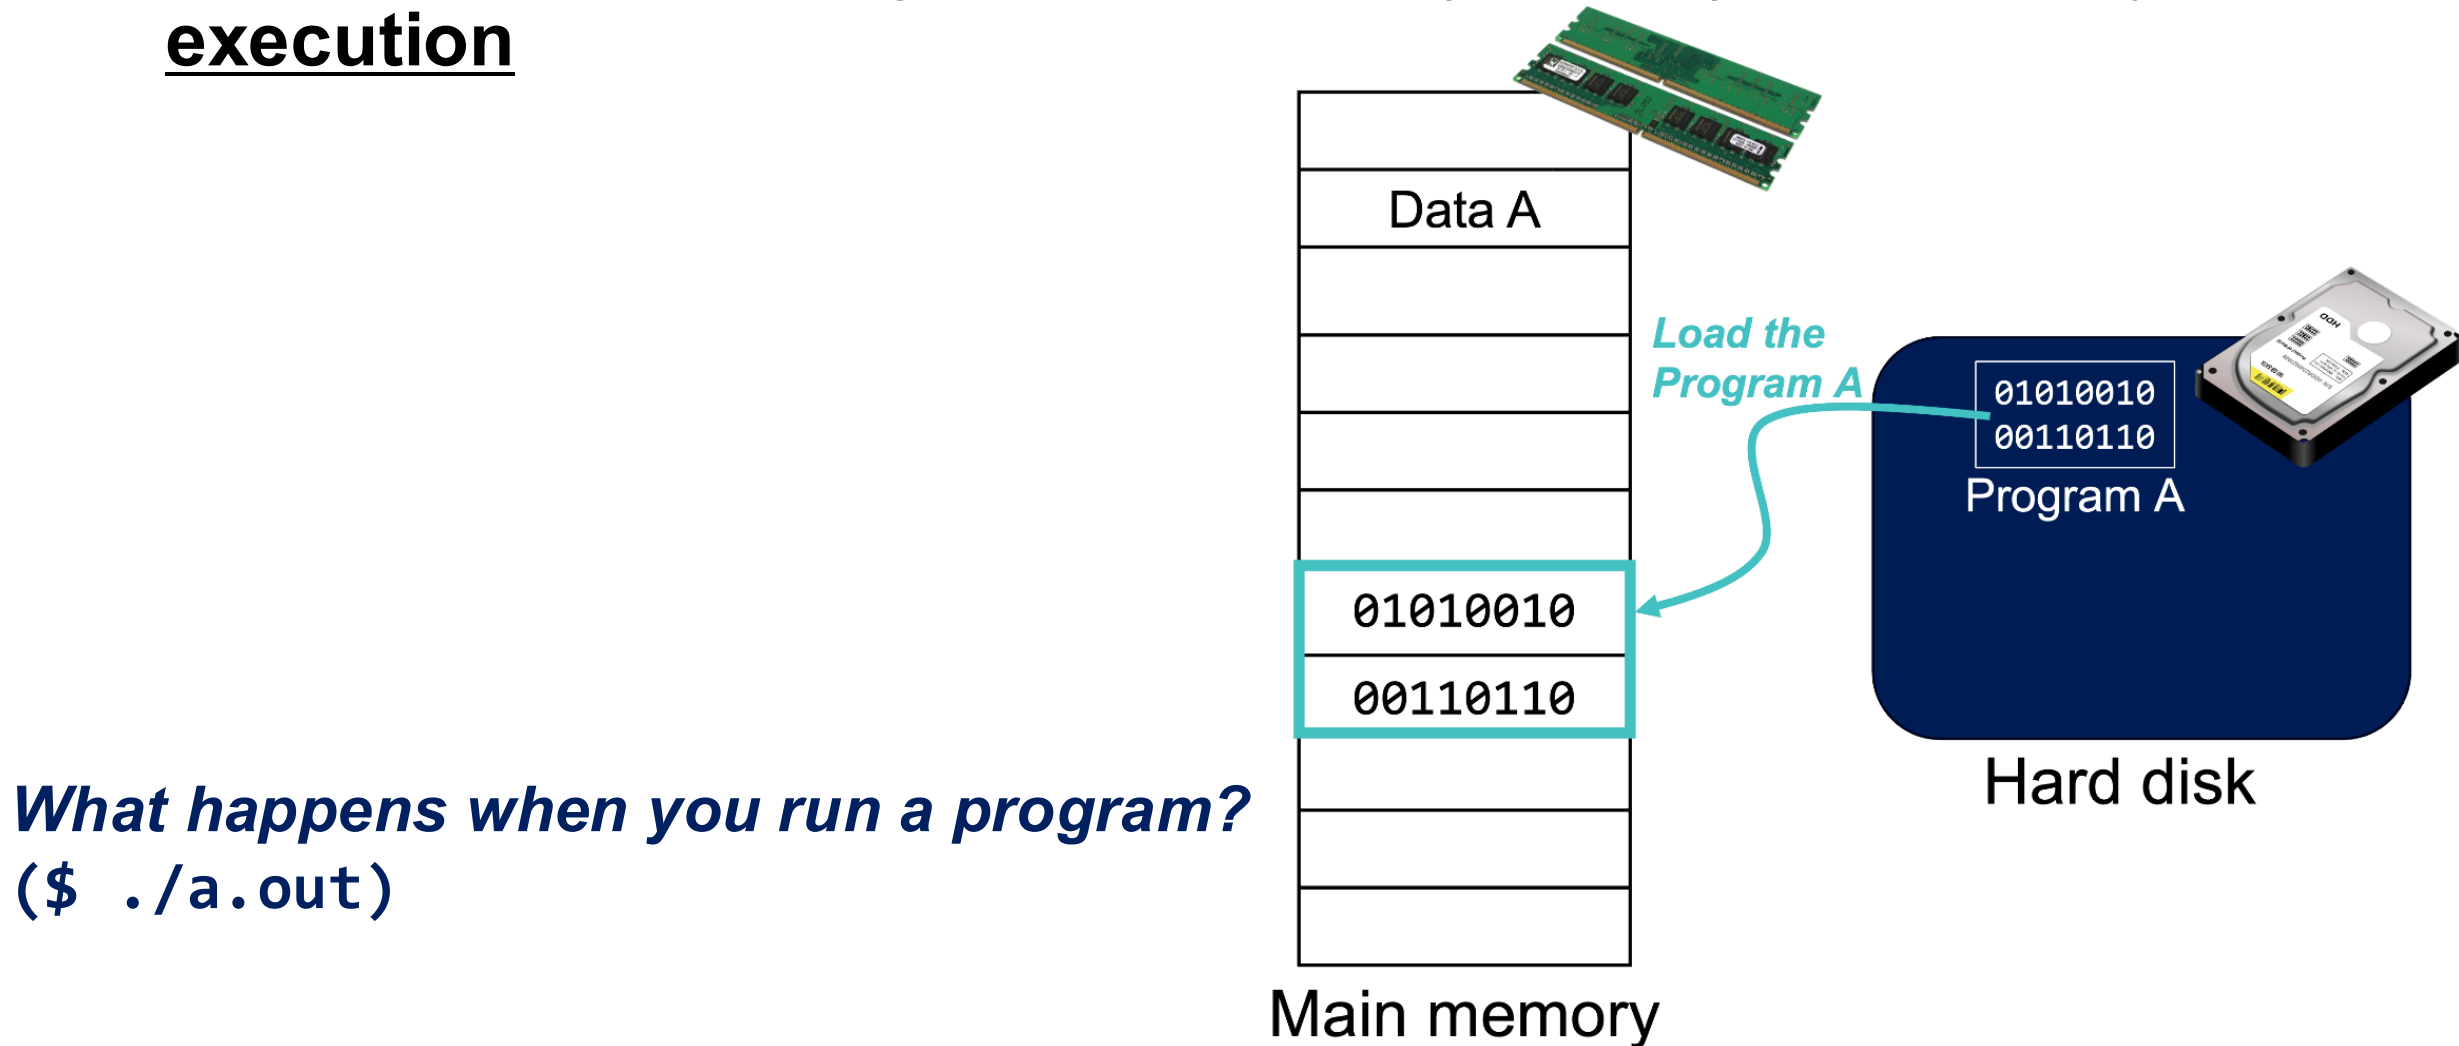 execution
Data A
Load the
Program A
01010010
00110110
Program A
01010010
00110110
Hard disk
What happens when you run a program?
($ ./a.out)
Main memory
HDD